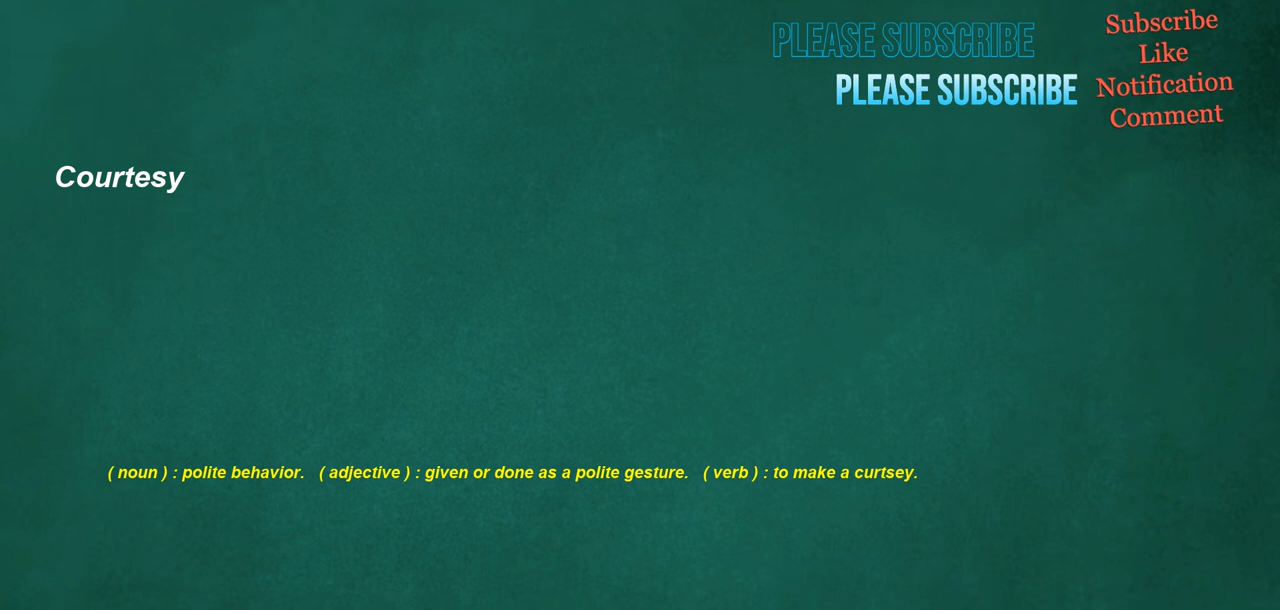 PLEASE SUBSCRIBE
PLEASE SUBSCRIBE
Subscribe
Like
Notification
Comment
Courtesy
( noun ) : polite behavior. ( adjective ) : given or done as a polite gesture. ( verb ) : to make a curtsey.